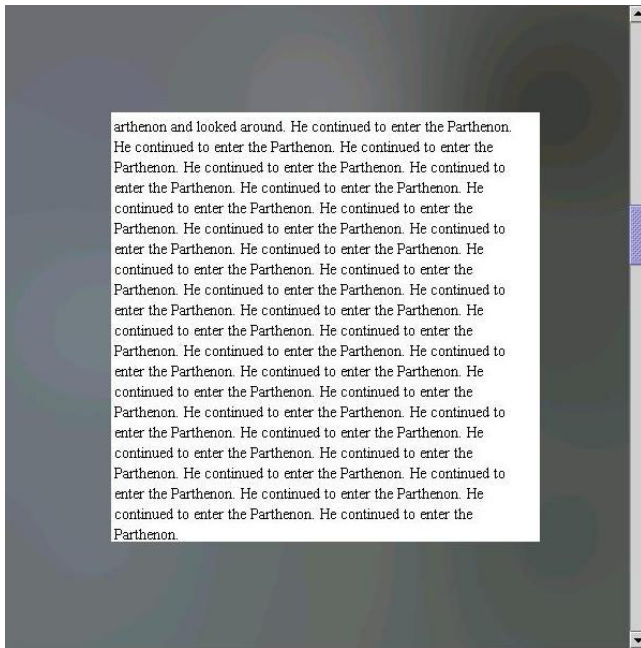 arthenon and looked around. He continued to enter the Parthenon.
He continued to enter the Parthenon. He continued to enter the
Parthenon. He continued to enter the Parthenon. He continued to
enter the Parthenon. He continued to enter the Parthenon. He
continued to enter the Parthenon. He continued to enter the
Parthenon. He continued to enter the Parthenon. He continued to
enter the Parthenon. He continued to enter the Parthenon. He
continued to enter the Parthenon. He continued to enter the
Parthenon. He continued to enter the Parthenon. He continued to
enter the Parthenon. He continued to enter the Parthenon. He
continued to enter the Parthenon. He continued to enter the
Parthenon. He continued to enter the Parthenon. He continued to
enter the Parthenon. He continued to enter the Parthenon. He
continued to enter the Parthenon. He continued to enter the
Parthenon. He continued to enter the Parthenon. He continued to
enter the Parthenon. He continued to enter the Parthenon. He
continued to enter the Parthenon. He continued to enter the
Parthenon. He continued to enter the Parthenon. He continued to
enter the Parthenon. He continued to enter the Parthenon. He
continued to enter the Parthenon. He continued to enter the
Parthenon.